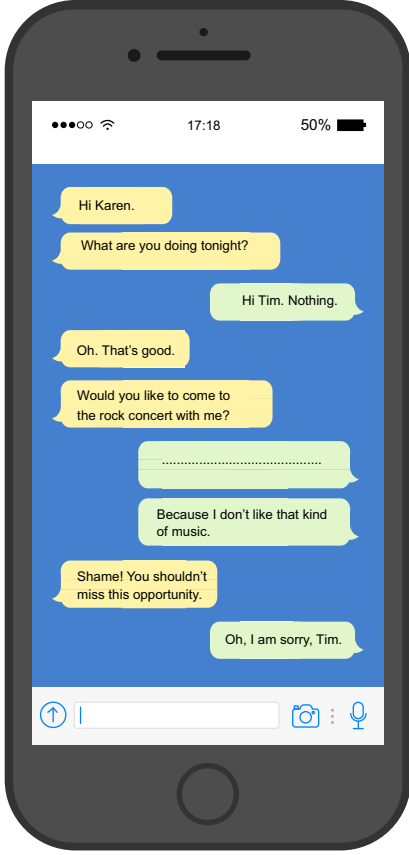 17:18
50%
Hi Karen.
What are you doing tonight?
Hi Tim. Nothing.
Oh. That's good.
Would you like to come to
the rock concert with me?
...........................................
Because I don't like that kind
of music.
Shame! You shouldn't
miss this opportunity.
Oh, I am sorry, Tim.